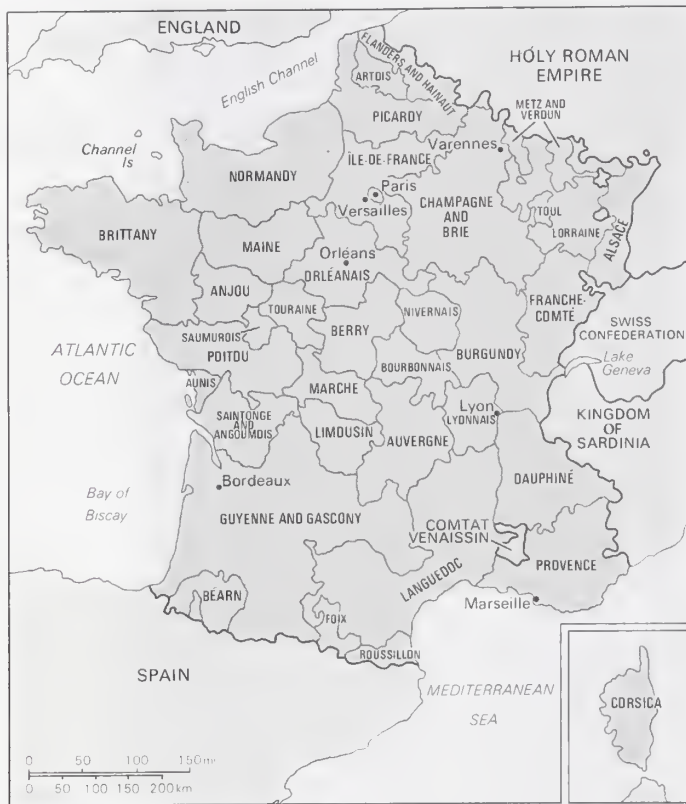 ENGLAND
English Channel
Channel
Is
FLANDERS AND HAINAUT
ARTOIS
PICARDY
HOLY ROMAN
EMPIRE
METZ AND
VERDUN
Varennes
ÎLE-DE-FRANCE
Paris
Versailles
NORMANDY
CHAMPAGNE
AND
BRIE
TOUL
LORRAINE
ALSACE
BRITTANY
MAINE
Orléans
ORLÉANAIS
ANJOU
TOURAINE
SAUMUROIS
POITOU
BERRY
NIVERNAIS
BURGUNDY
FRANCHE-
COMTÉ
SWISS
CONFEDERATION
Lake
Geneva
ATLANTIC
OCEAN
AUNIS
MARCHE
BOURBONNAIS
SAINTONGE
AND
ANGOUMOIS
LIMOUSIN
AUVERGNE
Lyon
LYONNAIS
KINGDOM
OF
SARDINIA
DAUPHINÉ
Bay of
Biscay
Bordeaux
GUYENNE AND GASCONY
COMTAT
VENAISSIN
PROVENCE
LANGUEDOC
Marseille
BÉARN
FOIX
ROUSSILLON
SPAIN
MEDITERRANEAN
SEA
CORSICA
0 50 100 150 mi
0 50 100 150 200 km